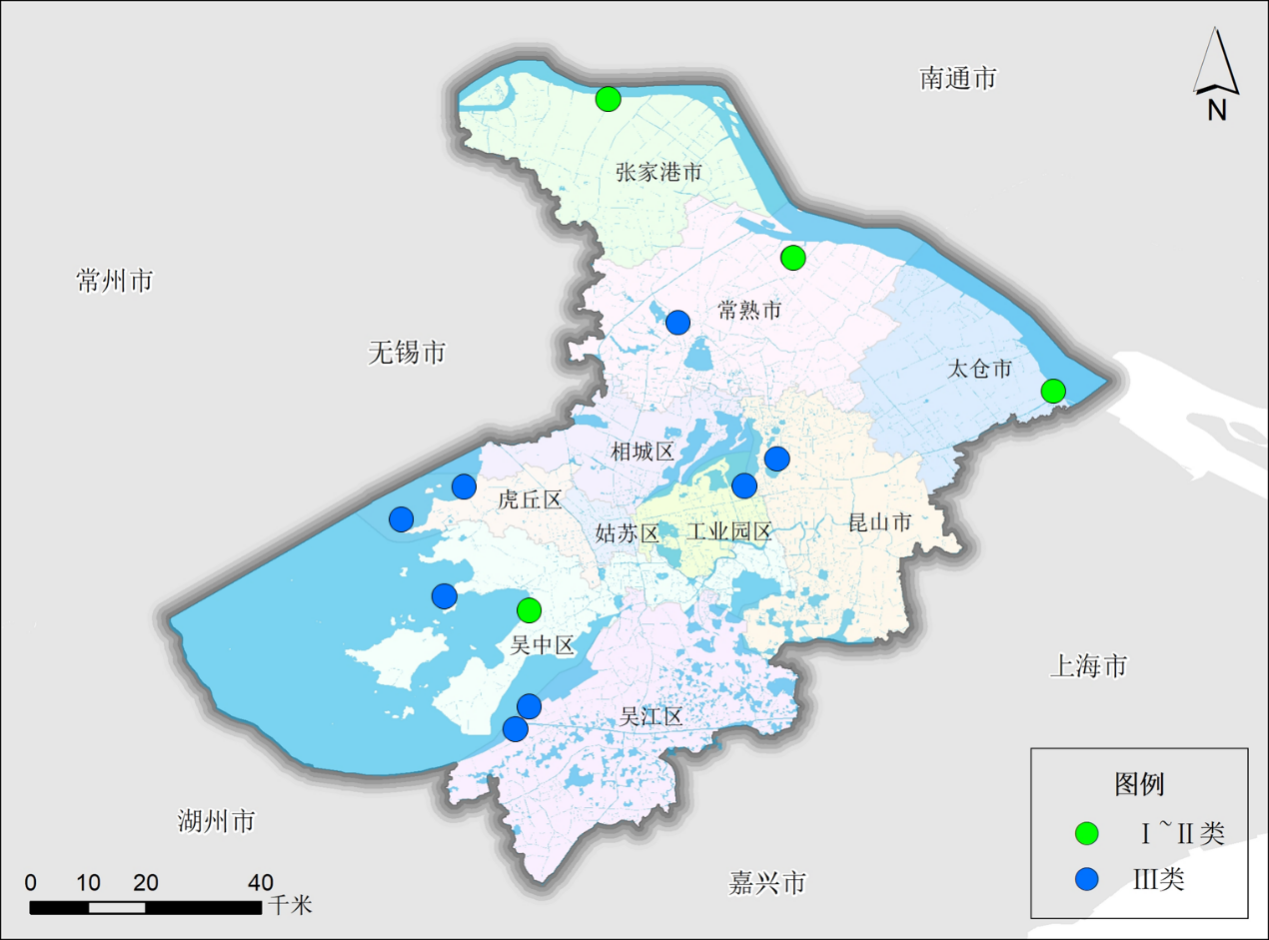 南通市
N
张家港市
常州市
常熟市
无锡市
太仓市
相城区
虎丘区
姑苏区
工业园区
昆山市
吴中区
上海市
吴江区
湖州市
嘉兴市
图例
Ⅰ~Ⅱ类
Ⅲ类
0 10 20 40
千米